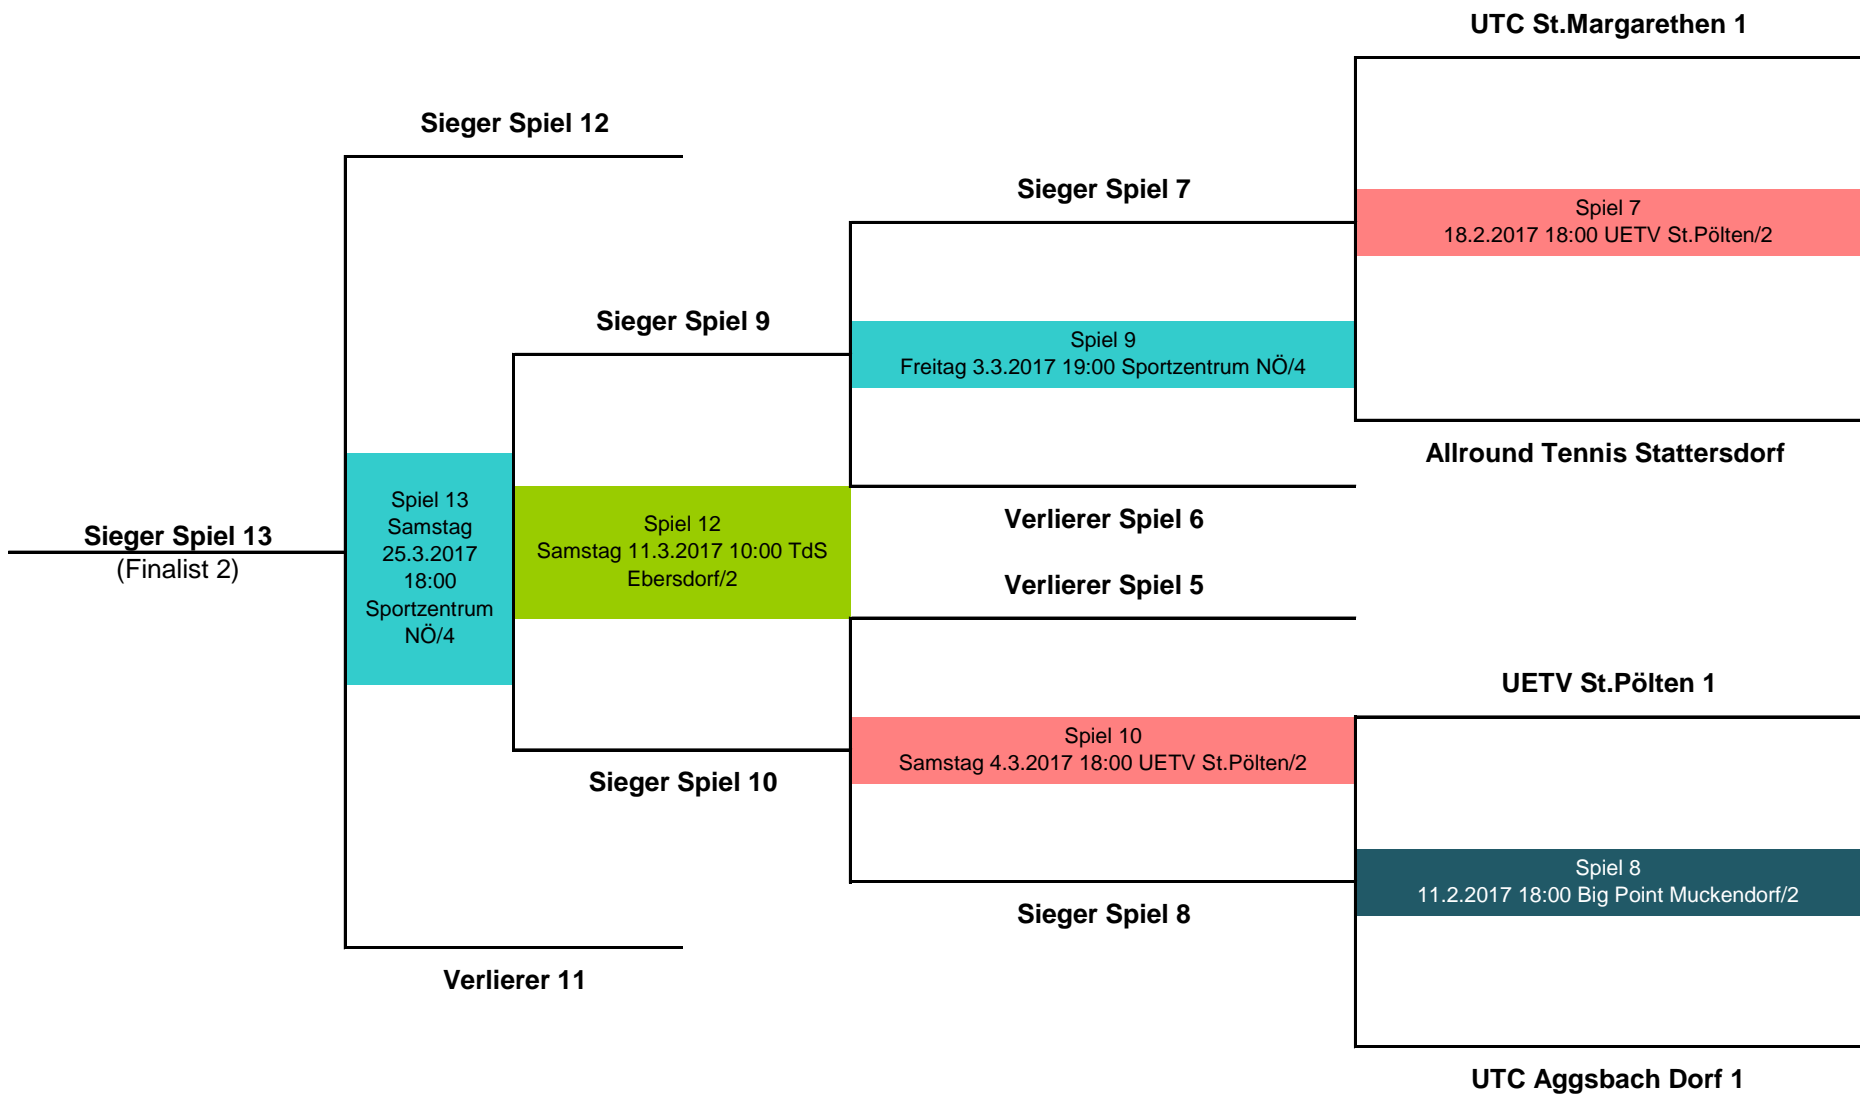 UTC St.Margarethen 1
Sieger Spiel 12
Sieger Spiel 7
Spiel 7
18.2.2017 18:00 UETV St.Pölten/2
Sieger Spiel 9
Spiel 9
Freitag 3.3.2017 19:00 Sportzentrum NÖ/4
Allround Tennis Stattersdorf
Sieger Spiel 13
(Finalist 2)
Spiel 13
Samstag
25.3.2017
18:00
Sportzentrum
NÖ/4
Spiel 12
Samstag 11.3.2017 10:00 TdS
Ebersdorf/2
Verlierer Spiel 6
Verlierer Spiel 5
UETV St.Pölten 1
Spiel 10
Samstag 4.3.2017 18:00 UETV St.Pölten/2
Sieger Spiel 10
Spiel 8
11.2.2017 18:00 Big Point Muckendorf/2
Sieger Spiel 8
Verlierer 11
UTC Aggsbach Dorf 1